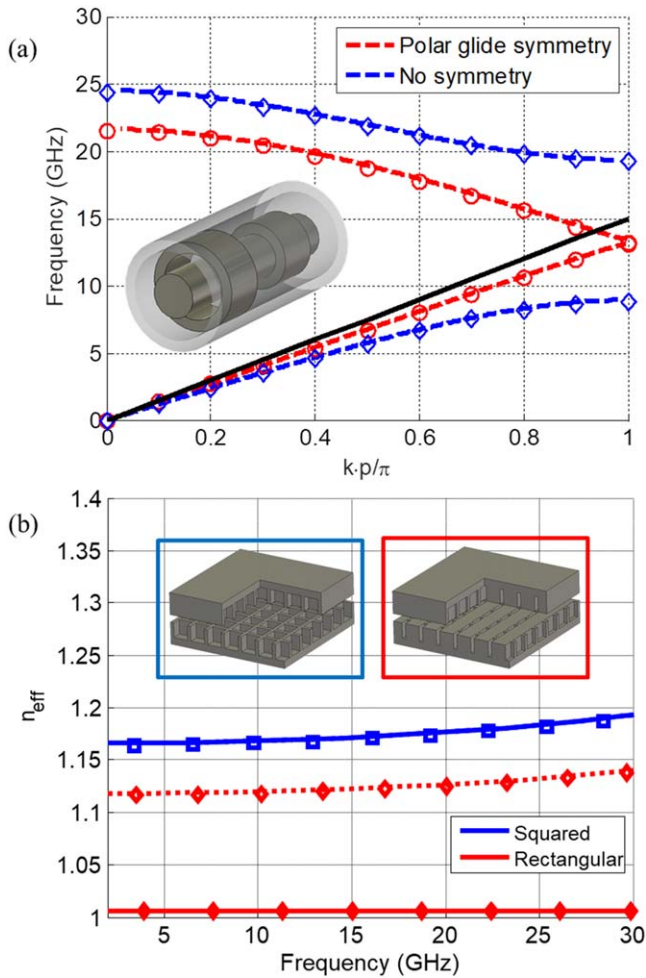 (a)
30
25
20
15
10
5
0
Frequency (GHz)
Polar glide symmetry
No symmetry
0
0.2
0.4
0.6
0.8
1
k·p/π
(b)
1.4
1.35
1.3
1.25
1.2
1.15
1.1
1.05
1
n_eff
Squared
Rectangular
5
10
15
20
25
30
Frequency (GHz)